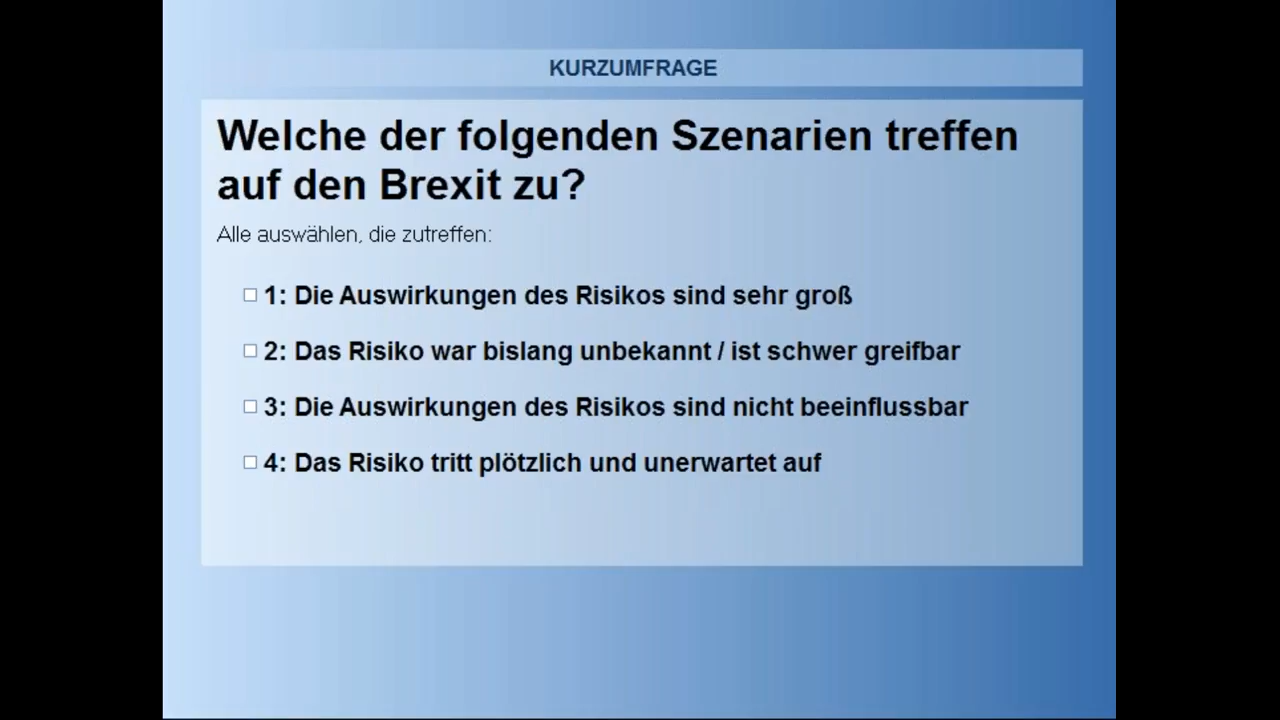 KURZUMFRAGE
Welche der folgenden Szenarien treffen
auf den Brexit zu?
Alle auswählen, die zutreffen:
1: Die Auswirkungen des Risikos sind sehr groß
2: Das Risiko war bislang unbekannt / ist schwer greifbar
3: Die Auswirkungen des Risikos sind nicht beeinflussbar
4: Das Risiko tritt plötzlich und unerwartet auf